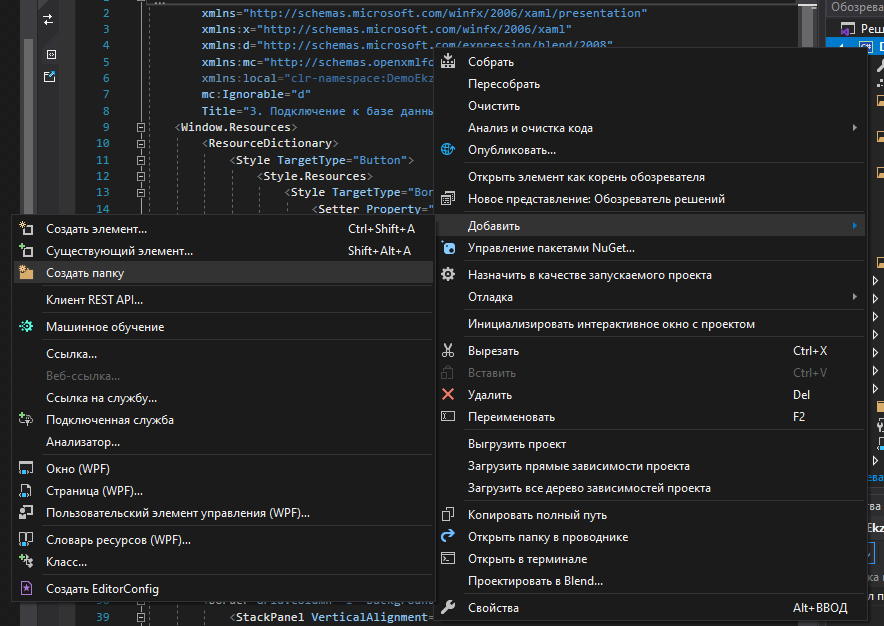 Обозрева
2 xmlns="http://schemas.microsoft.com/winfx/2006/xaml/presentation"
3 xmlns:x="http://schemas.microsoft.com/winfx/2006/xaml"
4 xmlns:d="http://schemas.microsoft.com/expression/blend/2008"
5 xmlns:mc="http://schemas.openxmlfo
6 xmlns:local="clr-namespace:DemoEkz
7 mc:Ignorable="d"
8 Title="3. Подключение к базе данны
9 <Window.Resources>
10 <ResourceDictionary>
11 <Style TargetType="Button">
12 <Style.Resources>
13 <Style TargetType="Bor
14 <Setter Property="
Собрать
Пересобрать
Очистить
Анализ и очистка кода
Опубликовать...
Открыть элемент как корень обозревателя
Новое представление: Обозреватель решений
Добавить
Управление пакетами NuGet...
Назначить в качестве запускаемого проекта
Отладка
Инициализировать интерактивное окно с проектом
Вырезать Ctrl+X
Вставить Ctrl+V
Удалить Del
Переименовать F2
Выгрузить проект
Загрузить прямые зависимости проекта
Загрузить все дерево зависимостей проекта
Копировать полный путь
Открыть папку в проводнике
Открыть в терминале
Проектировать в Blend...
Свойства Alt+ВВОД
Создать элемент... Ctrl+Shift+A
Существующий элемент... Shift+Alt+A
Создать папку
Клиент REST API...
Машинное обучение
Ссылка...
Веб-ссылка...
Ссылка на службу...
Подключенная служба
Анализатор...
Окно (WPF)
Страница (WPF)...
Пользовательский элемент управления (WPF)...
Словарь ресурсов (WPF)...
Класс...
Создать EditorConfig
39 <StackPanel VerticalAlignment=
Реш